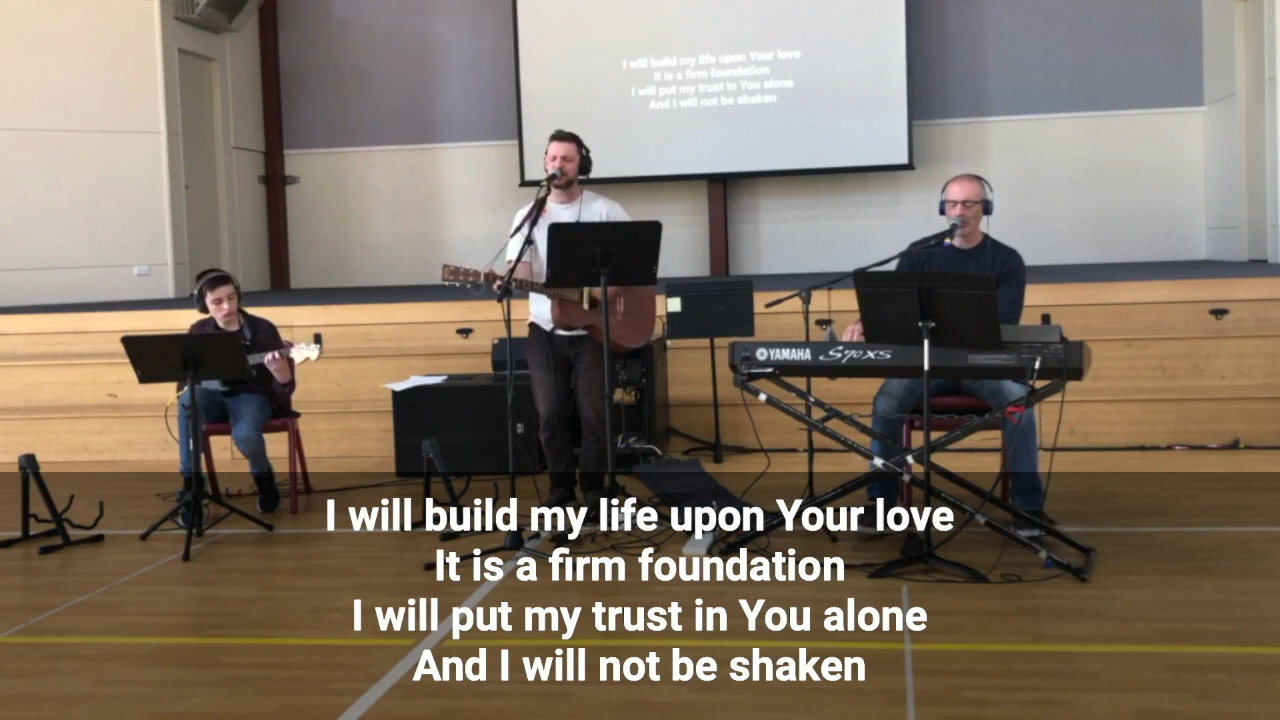 I will build my life upon Your love
It is a firm foundation
I will put my trust in You alone
And I will not be shaken
YAMAHA S70XS
I will build my life upon Your love
It is a firm foundation
I will put my trust in You alone
And I will not be shaken